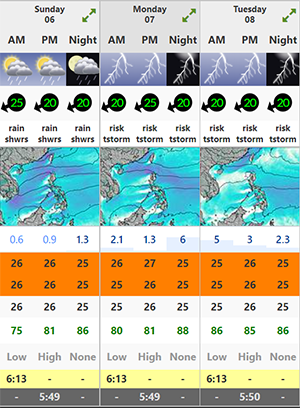 Sunday 06 Monday 07 Tuesday 08
AM PM Night AM PM Night AM PM Night
25 20 20 20 25 20 20 20 20
rain shwrs rain shwrs rain shwrs risk tstorm risk tstorm risk tstorm risk tstorm risk tstorm risk tstorm
0.6 0.9 1.3 2.1 1.3 6 5 3 2.3
26 26 25 26 27 25 26 26 25
26 26 25 26 26 25 26 26 25
26 26 25 26 26 25 26 26 25
75 81 86 80 81 88 86 85 86
Low High None Low High None Low High None
6:13 - - 6:13 - - 6:13 - -
- 5:49 - - 5:49 - - 5:50 -